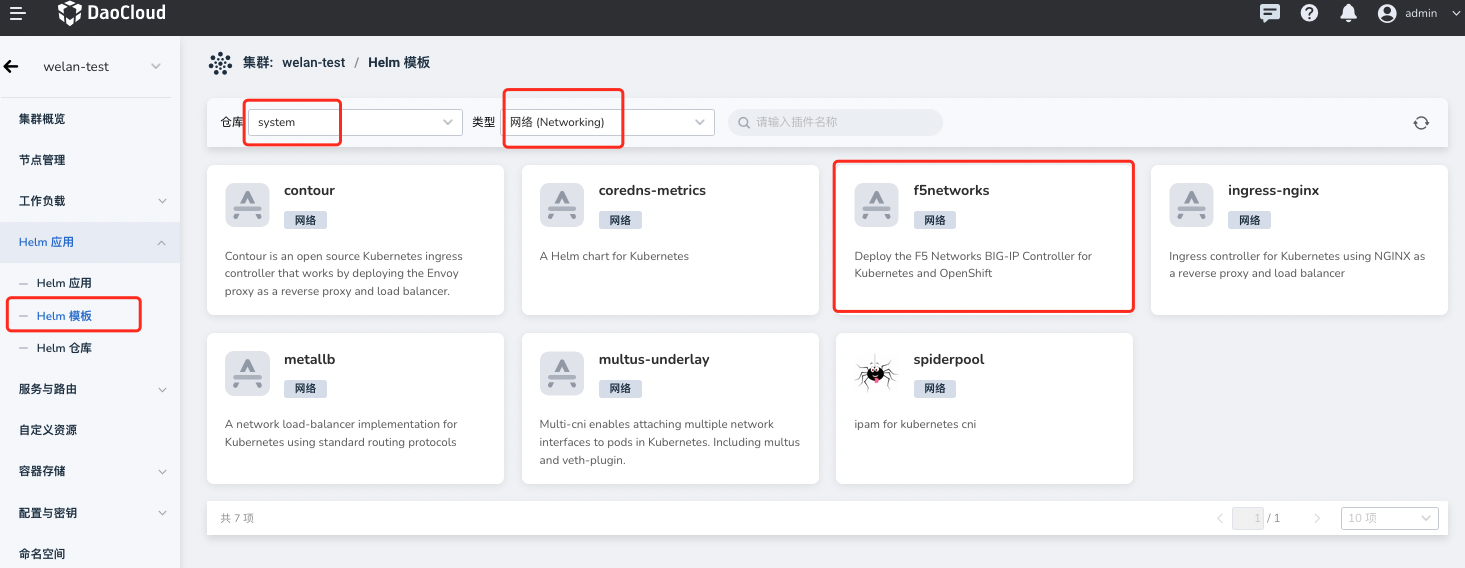 DaoCloud
admin
welan-test
集群: welan-test / Helm 模板
集群概览
节点管理
工作负载
Helm 应用
Helm 应用
Helm 模板
Helm 仓库
服务与路由
自定义资源
容器存储
配置与密钥
命名空间
仓库 system 类型 网络 (Networking) 请输入插件名称
contour
网络
Contour is an open source Kubernetes ingress
controller that works by deploying the Envoy
proxy as a reverse proxy and load balancer.
coredns-metrics
网络
A Helm chart for Kubernetes
f5networks
网络
Deploy the F5 Networks BIG-IP Controller for
Kubernetes and OpenShift
ingress-nginx
网络
Ingress controller for Kubernetes using NGINX as
a reverse proxy and load balancer
metallb
网络
A network load-balancer implementation for
Kubernetes using standard routing protocols
multus-underlay
网络
Multi-cni enables attaching multiple network
interfaces to pods in Kubernetes. Including multus
and veth-plugin.
spiderpool
网络
ipam for kubernetes cni
共 7 项
1 / 1
10 项